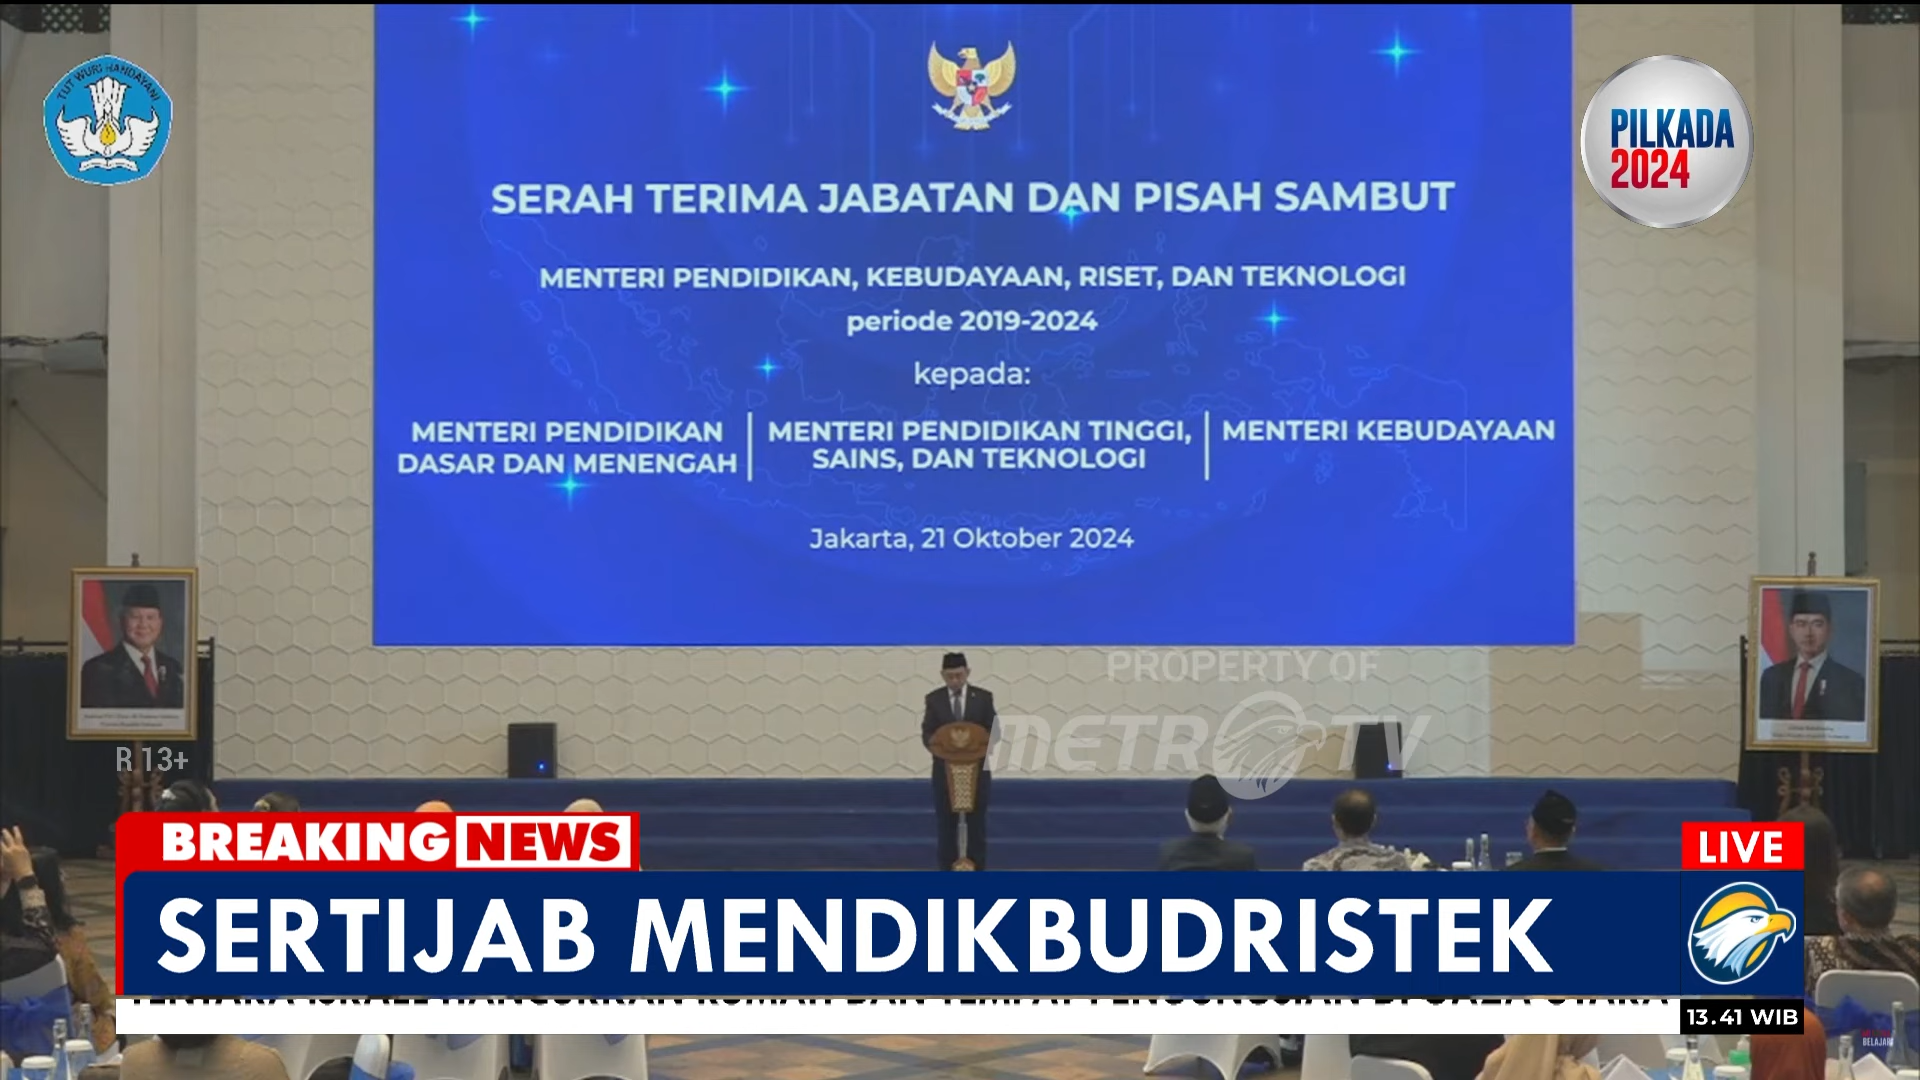 TUT WURI HANDAYANI
PILKADA
2024
SERAH TERIMA JABATAN DAN PISAH SAMBUT
MENTERI PENDIDIKAN, KEBUDAYAAN, RISET, DAN TEKNOLOGI
periode 2019-2024
kepada:
MENTERI PENDIDIKAN
DASAR DAN MENENGAH
MENTERI PENDIDIKAN TINGGI,
SAINS, DAN TEKNOLOGI
MENTERI KEBUDAYAAN
Jakarta, 21 Oktober 2024
PROPERTY OF
METRO TV
R 13+
BREAKING NEWS
LIVE
SERTIJAB MENDIKBUDRISTEK
13.41 WIB
BELAJAR